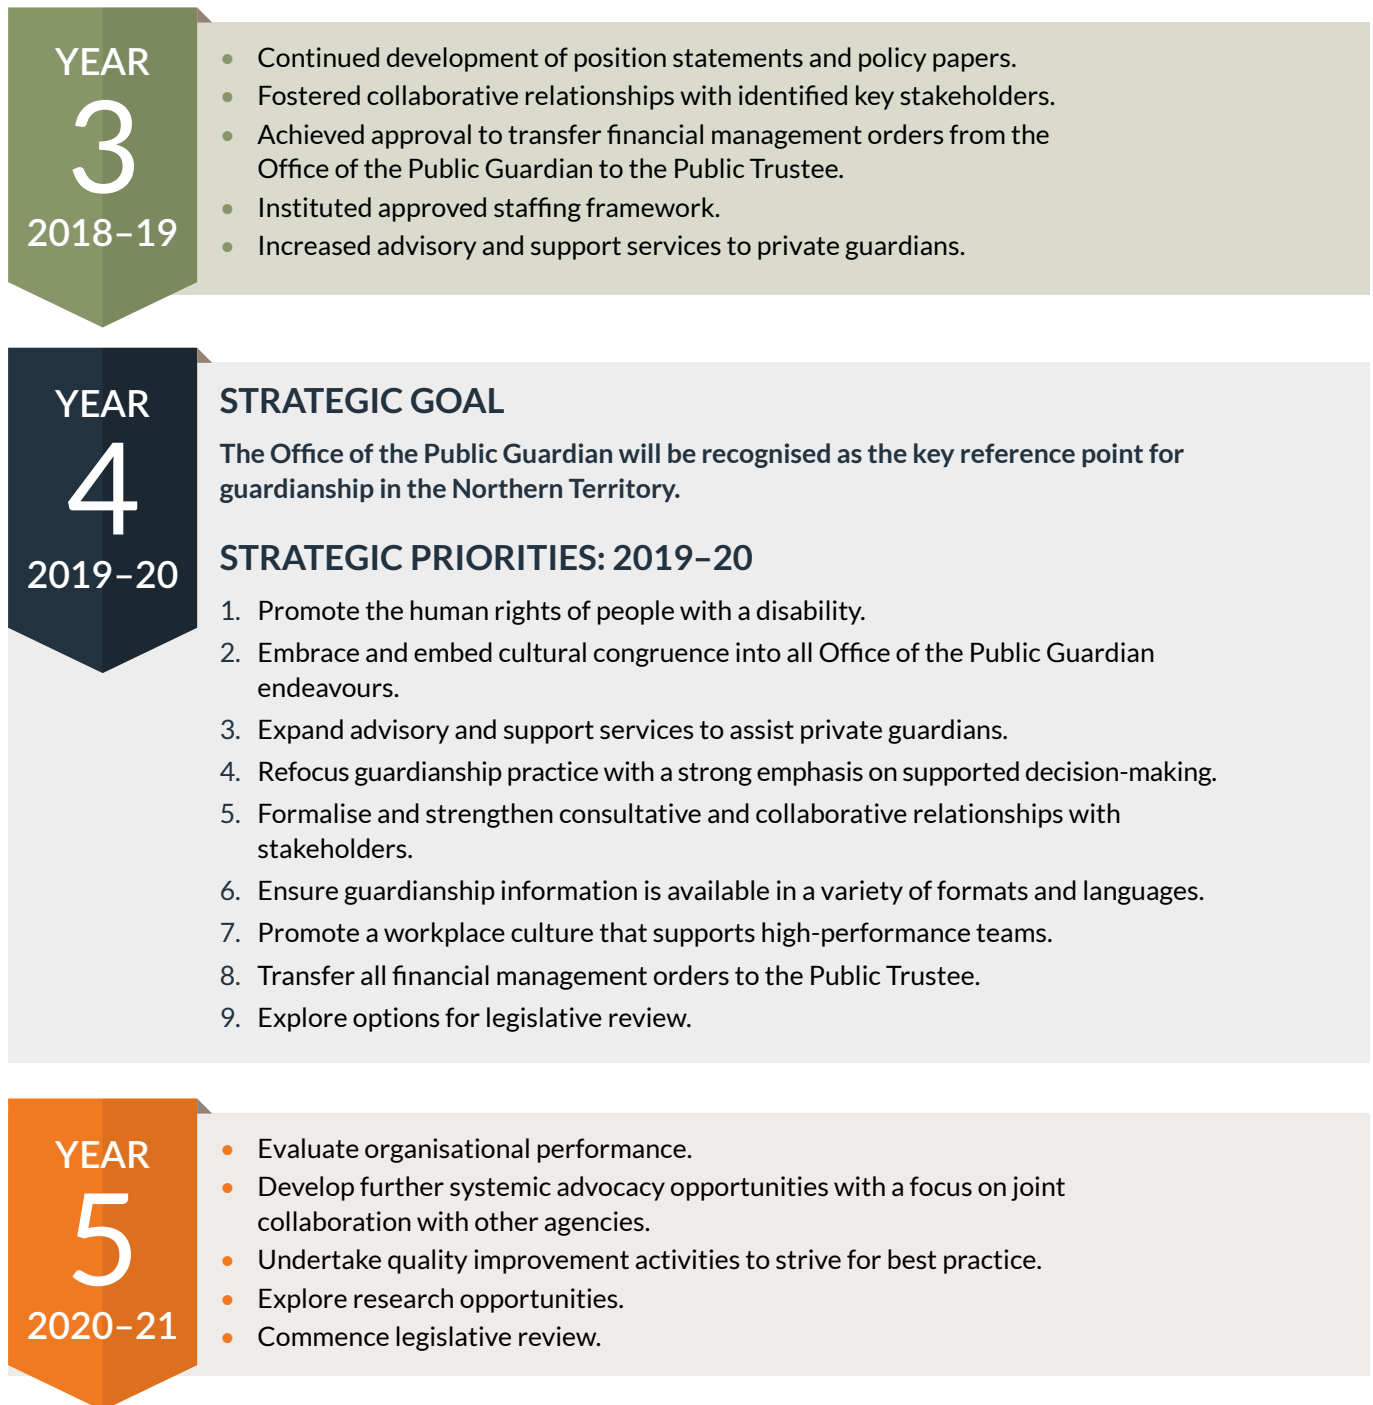 YEAR
3
2018–19
• Continued development of position statements and policy papers.
• Fostered collaborative relationships with identified key stakeholders.
• Achieved approval to transfer financial management orders from the
Office of the Public Guardian to the Public Trustee.
• Instituted approved staffing framework.
• Increased advisory and support services to private guardians.
YEAR
4
2019–20
STRATEGIC GOAL
The Office of the Public Guardian will be recognised as the key reference point for
guardianship in the Northern Territory.
STRATEGIC PRIORITIES: 2019–20
1. Promote the human rights of people with a disability.
2. Embrace and embed cultural congruence into all Office of the Public Guardian
endeavours.
3. Expand advisory and support services to assist private guardians.
4. Refocus guardianship practice with a strong emphasis on supported decision-making.
5. Formalise and strengthen consultative and collaborative relationships with
stakeholders.
6. Ensure guardianship information is available in a variety of formats and languages.
7. Promote a workplace culture that supports high-performance teams.
8. Transfer all financial management orders to the Public Trustee.
9. Explore options for legislative review.
YEAR
5
2020–21
• Evaluate organisational performance.
• Develop further systemic advocacy opportunities with a focus on joint
collaboration with other agencies.
• Undertake quality improvement activities to strive for best practice.
• Explore research opportunities.
• Commence legislative review.